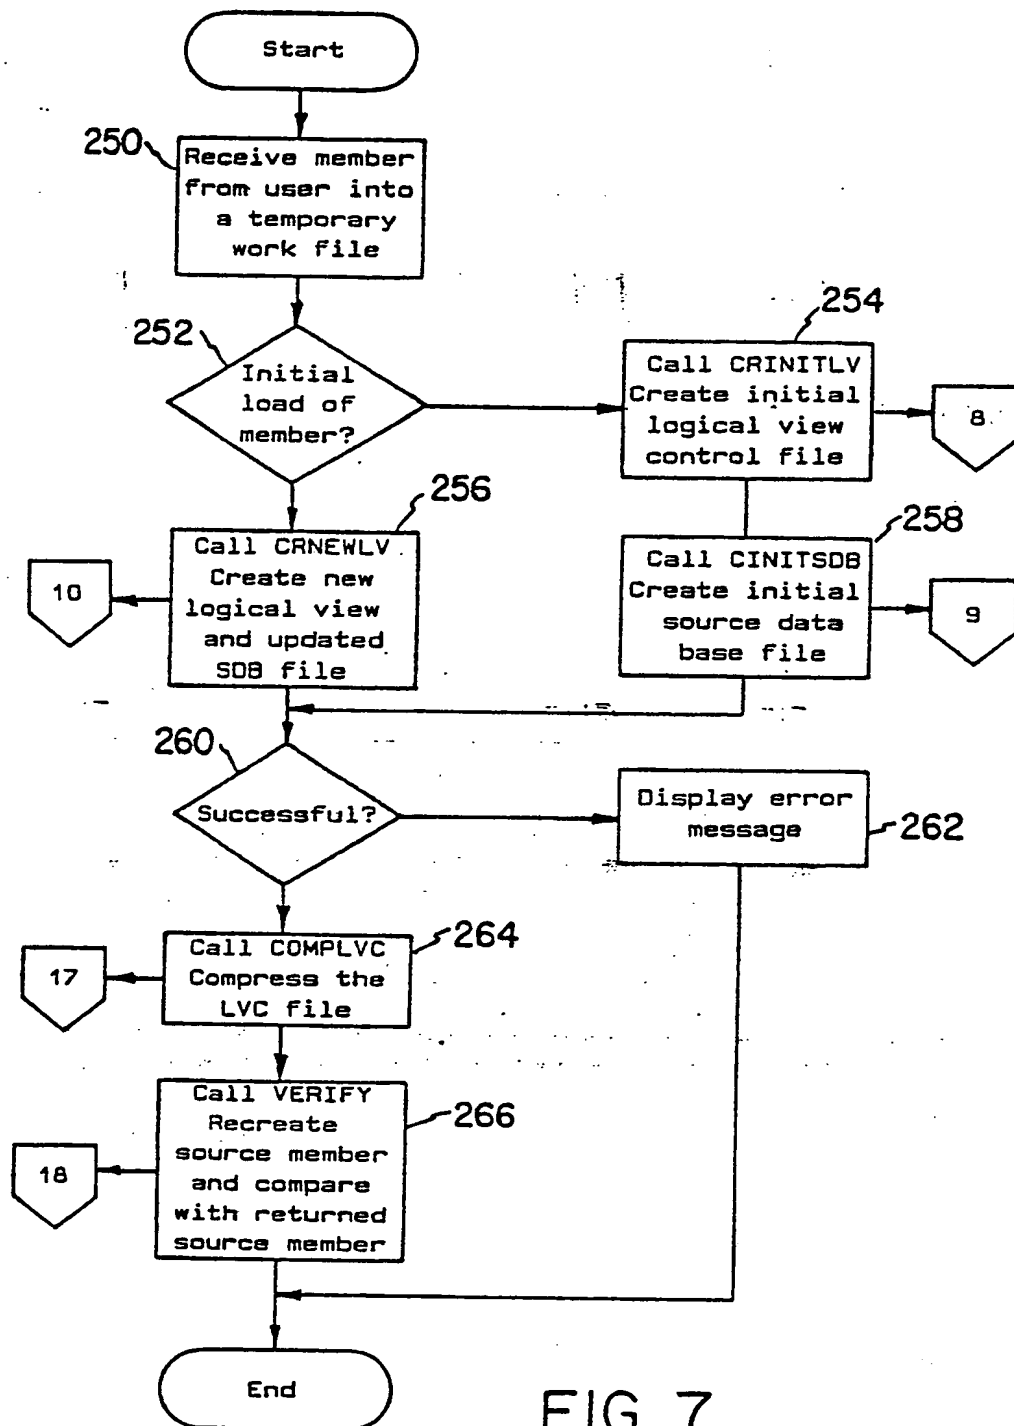 Start
250
Receive member
from user into
a temporary
work file
252
Initial
load of
member?
254
Call CRINITLV
Create initial
logical view
control file
8
256
Call CRNEWLV
Create new
logical view
and updated
SDB file
10
258
Call CINITSDB
Create initial
source data
base file
9
260
Successful?
Display error
message
262
264
Call COMPLVC
Compress the
LVC file
17
266
Call VERIFY
Recreate
source member
and compare
with returned
source member
18
End
FIG 7